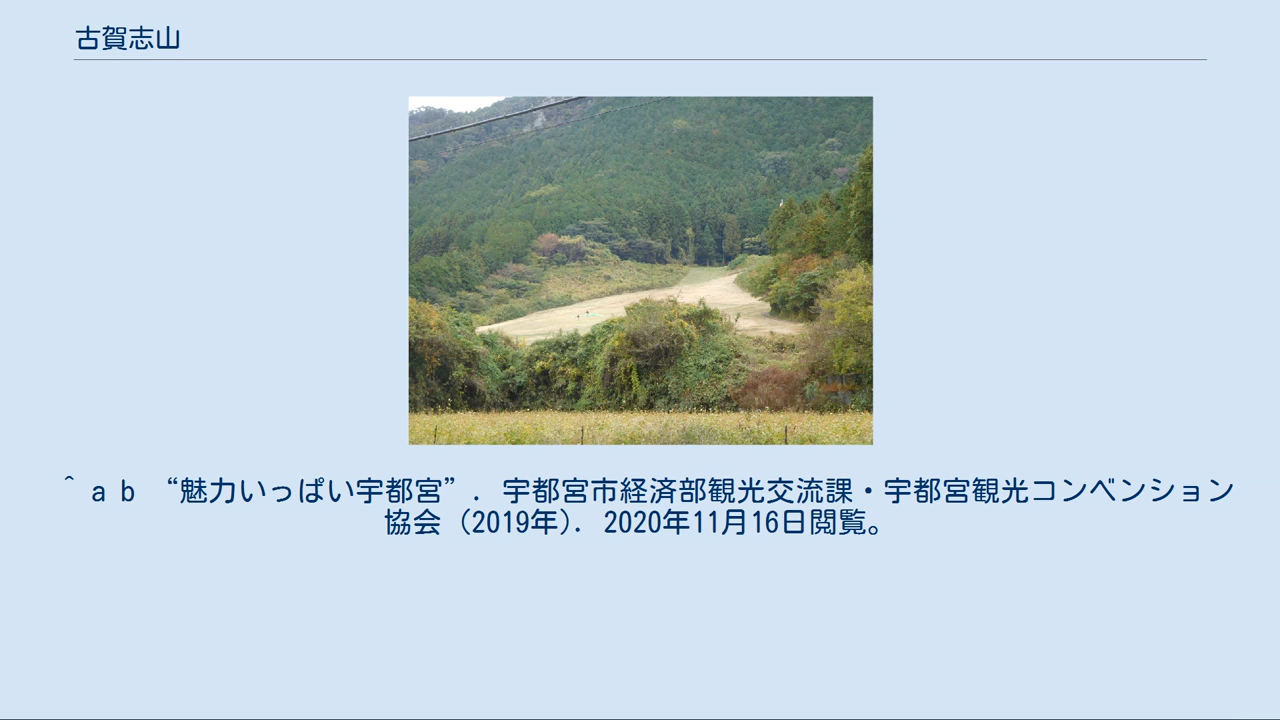 古賀志山
^ a b “魅力いっぱい宇都宮”. 宇都宮市経済部観光交流課・宇都宮観光コンベンション
協会 (2019年). 2020年11月16日閲覧。